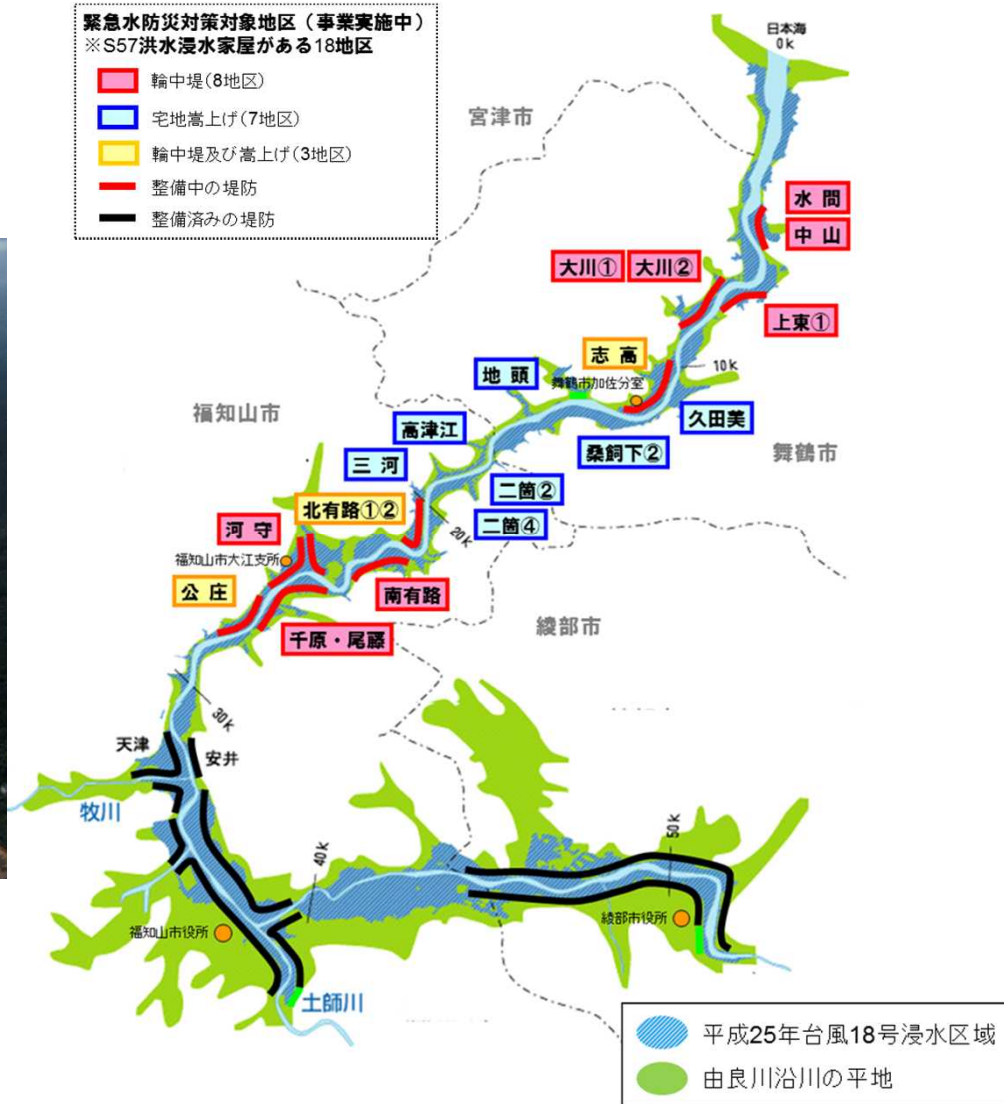 緊急水防災対策対象地区（事業実施中）
※S57洪水浸水家屋がある18地区
輪中堤(8地区)
宅地嵩上げ(7地区)
輪中堤及び嵩上げ(3地区)
整備中の堤防
整備済みの堤防
日本海
0k
宮津市
水間
中山
大川① 大川②
上東①
志高
10k
地頭
舞鶴市加佐分室
久田美
福知山市
高津江
桑飼下②
舞鶴市
三河
二箇②
北有路①②
二箇④
河守
20k
福知山市大江支所
公庄
南有路
綾部市
千原・尾藤
30k
天津
安井
牧川
40k
50k
綾部市役所
福知山市役所
土師川
平成25年台風18号浸水区域
由良川沿川の平地